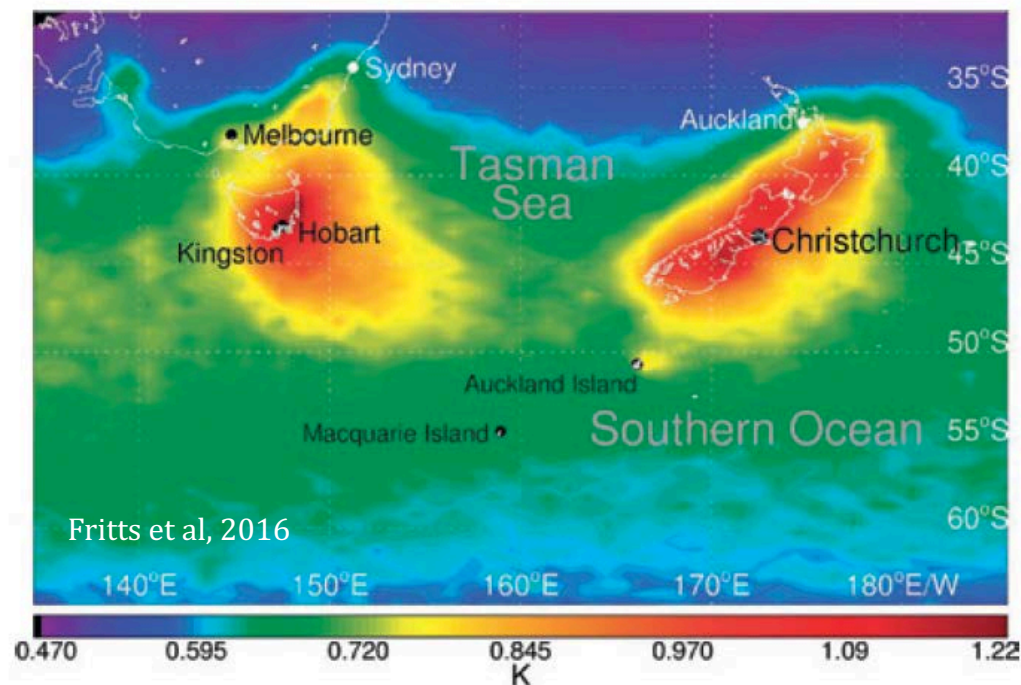 Sydney
35°S
Melbourne
Auckland
Tasman
Sea
40°S
Hobart
Kingston
Christchurch
45°S
50°S
Auckland Island
Macquarie Island
Southern Ocean
55°S
Fritts et al, 2016
60°S
140°E 150°E 160°E 170°E 180°E/W
0.470 0.595 0.720 0.845 0.970 1.09 1.22
K